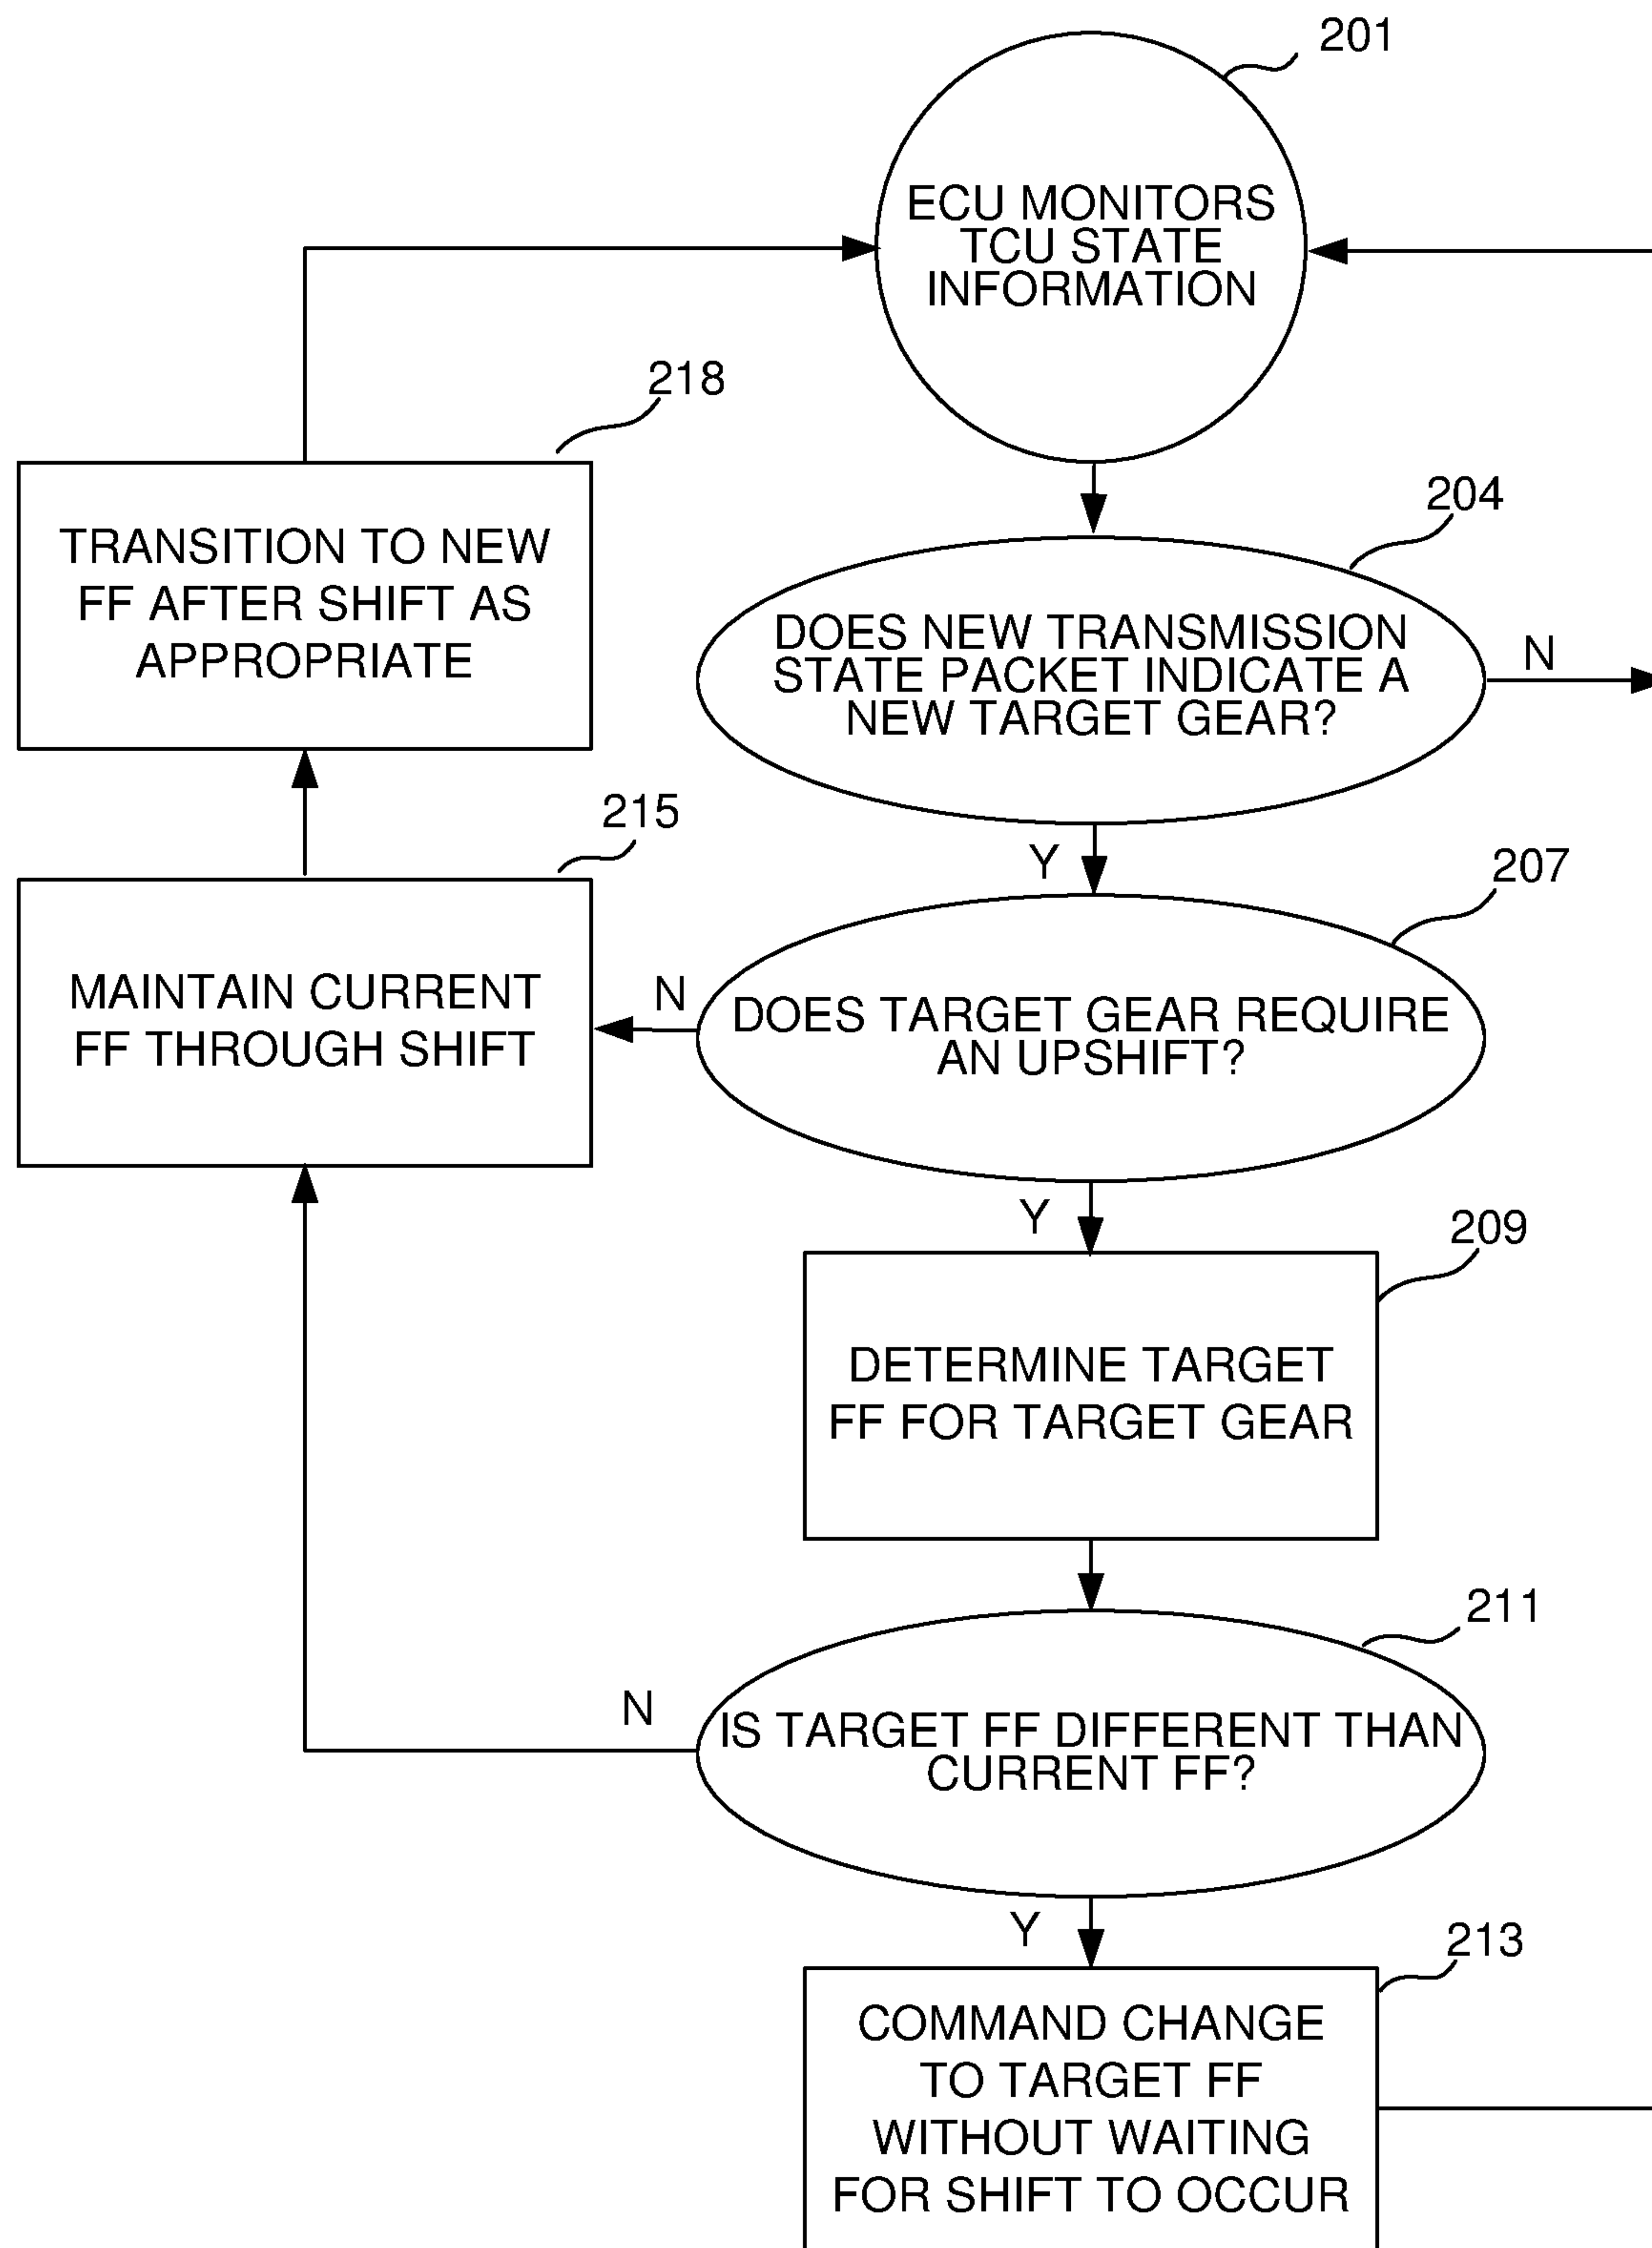 201
ECU MONITORS
TCU STATE
INFORMATION
218
TRANSITION TO NEW
FF AFTER SHIFT AS
APPROPRIATE
204
DOES NEW TRANSMISSION
STATE PACKET INDICATE A
NEW TARGET GEAR?
N
Y
215
MAINTAIN CURRENT
FF THROUGH SHIFT
207
N
DOES TARGET GEAR REQUIRE
AN UPSHIFT?
Y
209
DETERMINE TARGET
FF FOR TARGET GEAR
211
N
IS TARGET FF DIFFERENT THAN
CURRENT FF?
Y
213
COMMAND CHANGE
TO TARGET FF
WITHOUT WAITING
FOR SHIFT TO OCCUR